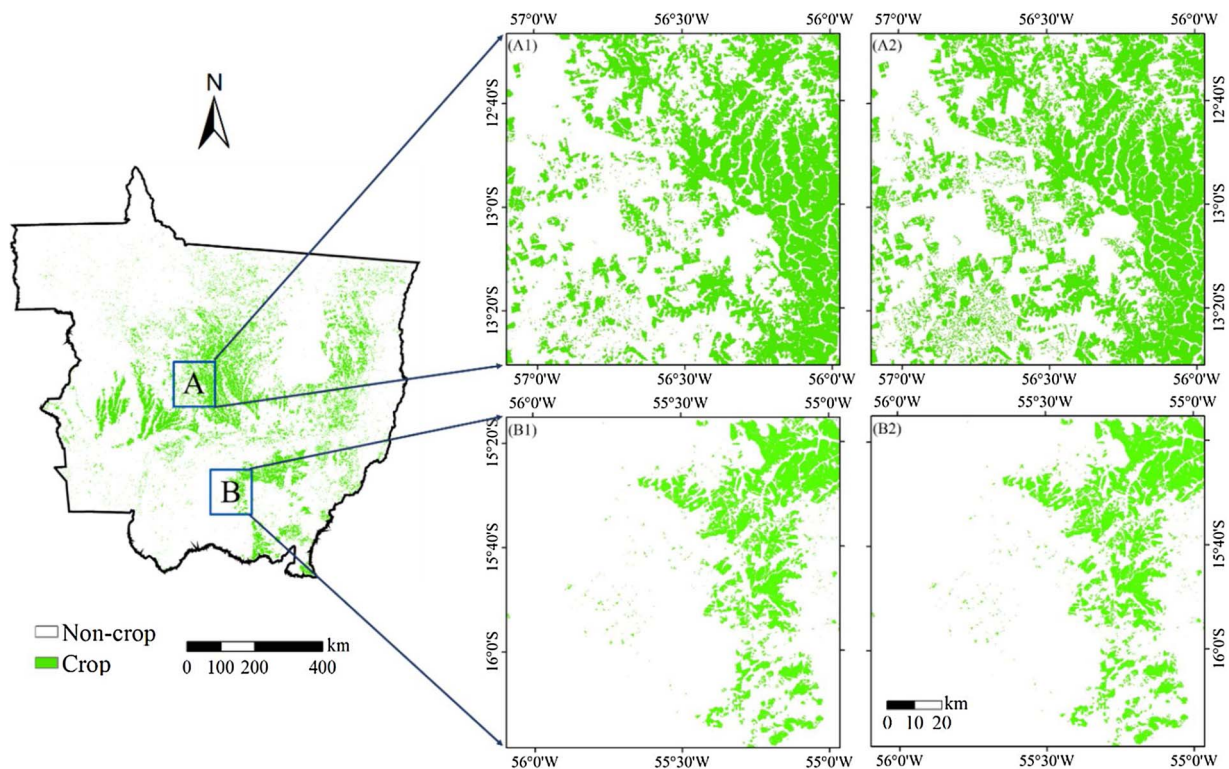 57°0'W 56°30'W 56°0'W 57°0'W 56°30'W 56°0'W
(A1) (A2)
N
12°40'S 12°40'S
13°0'S 13°0'S
13°20'S 13°20'S
A
57°0'W 56°30'W 56°0'W 57°0'W 56°30'W 56°0'W
56°0'W 55°30'W 55°0'W 56°0'W 55°30'W 55°0'W
(B1) (B2)
15°20'S 15°20'S
B
15°40'S 15°40'S
16°0'S 16°0'S
Non-crop
Crop
km
0 100 200 400
km
0 10 20
56°0'W 55°30'W 55°0'W 56°0'W 55°30'W 55°0'W